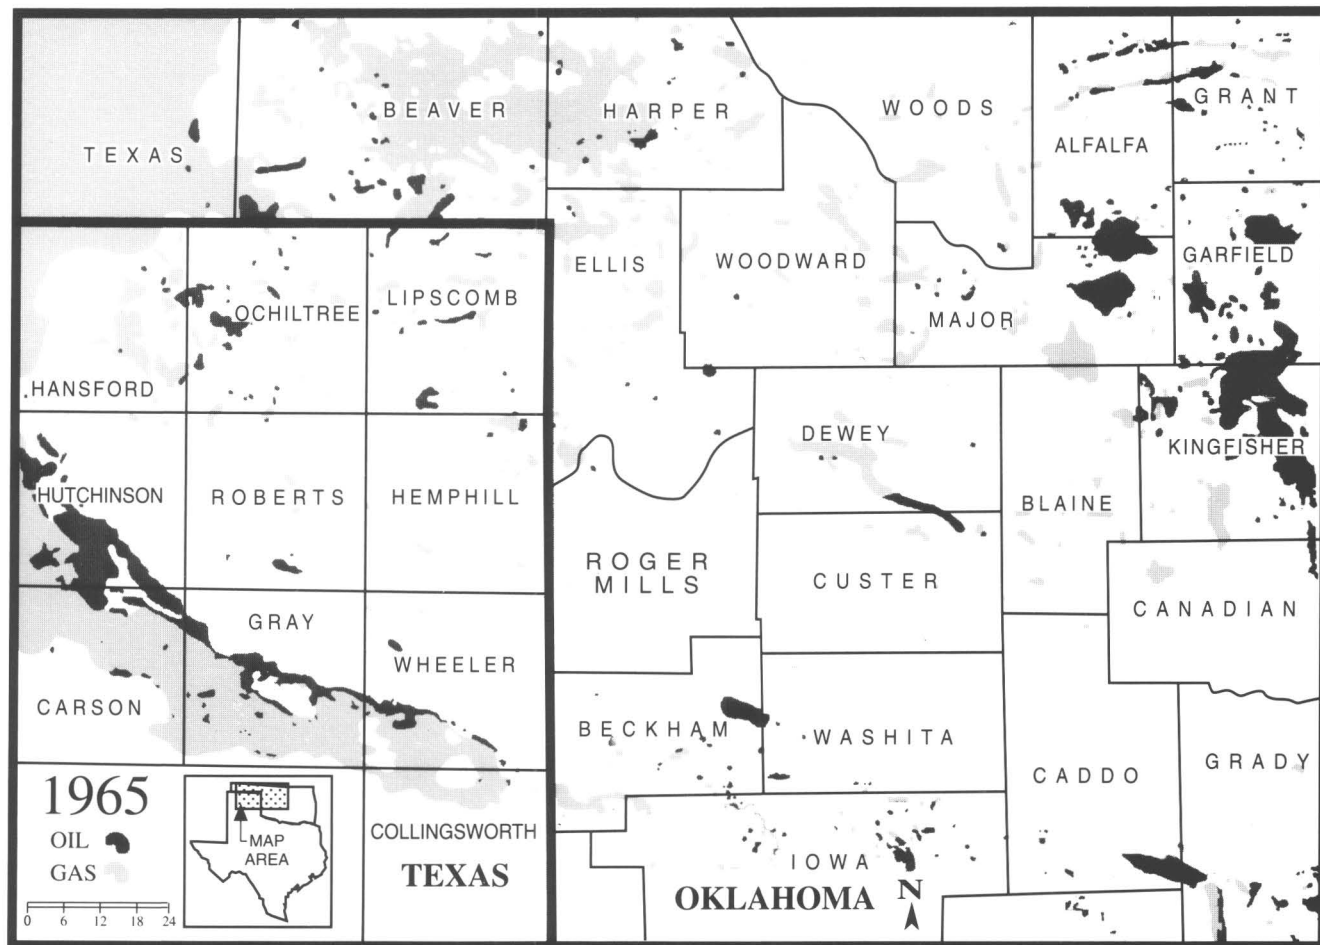 BEAVER
HARPER
WOODS
GRANT
TEXAS
ALFALFA
ELLIS
WOODWARD
GARFIELD
OCHILTREE
LIPSCOMB
MAJOR
HANSFORD
DEWEY
KINGFISHER
HUTCHINSON
ROBERTS
HEMPHILL
BLAINE
ROGER
MILLS
CUSTER
CANADIAN
GRAY
WHEELER
CARSON
BECKHAM
WASHITA
CADDO
GRADY
1965
OIL
GAS
0 6 12 18 24
MAP
AREA
COLLINGSWORTH
TEXAS
IOWA
OKLAHOMA
N